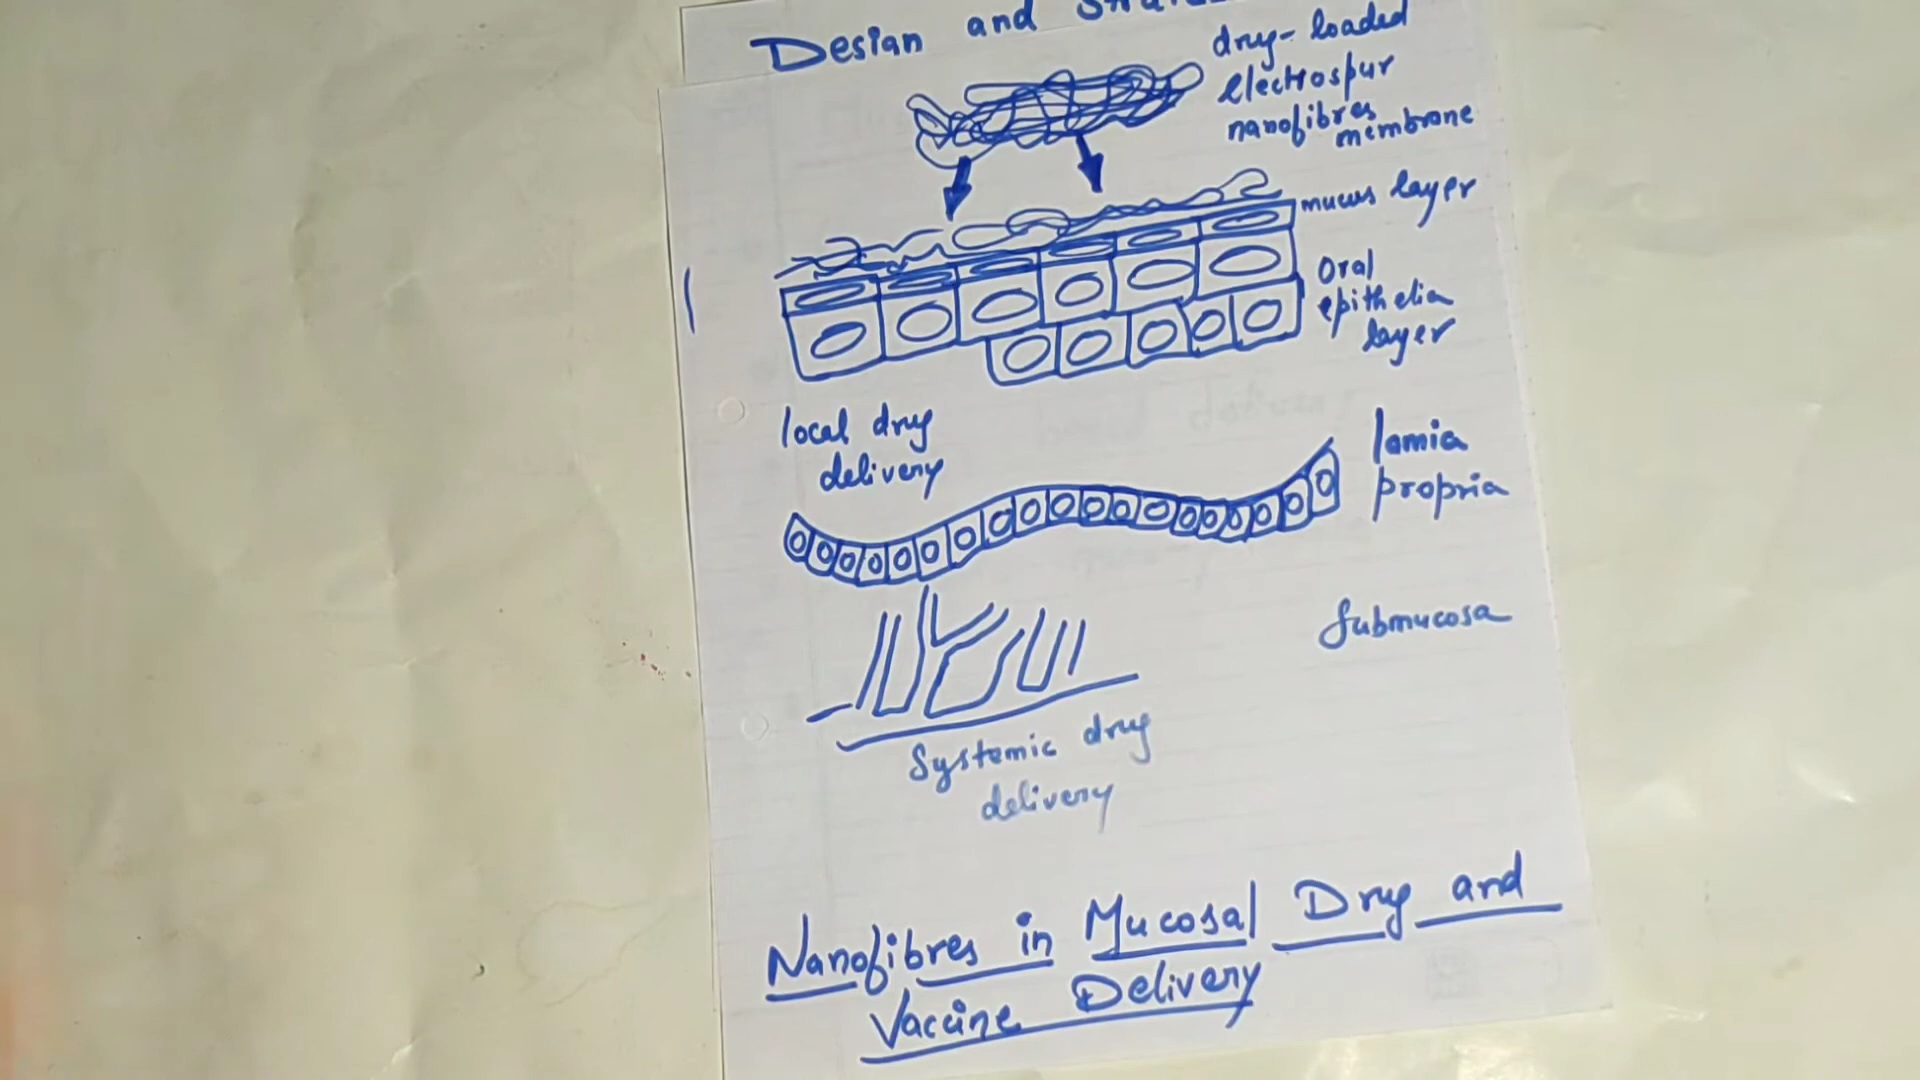 Design and
drug-loaded
electrospun
nanofibres
membrane
mucus layer
Oral
epithelia
layer
local drug
delivery
lamia
propria
Submucosa
Systemic drug
delivery
Nanofibres in Mucosal Drug and
Vaccine Delivery